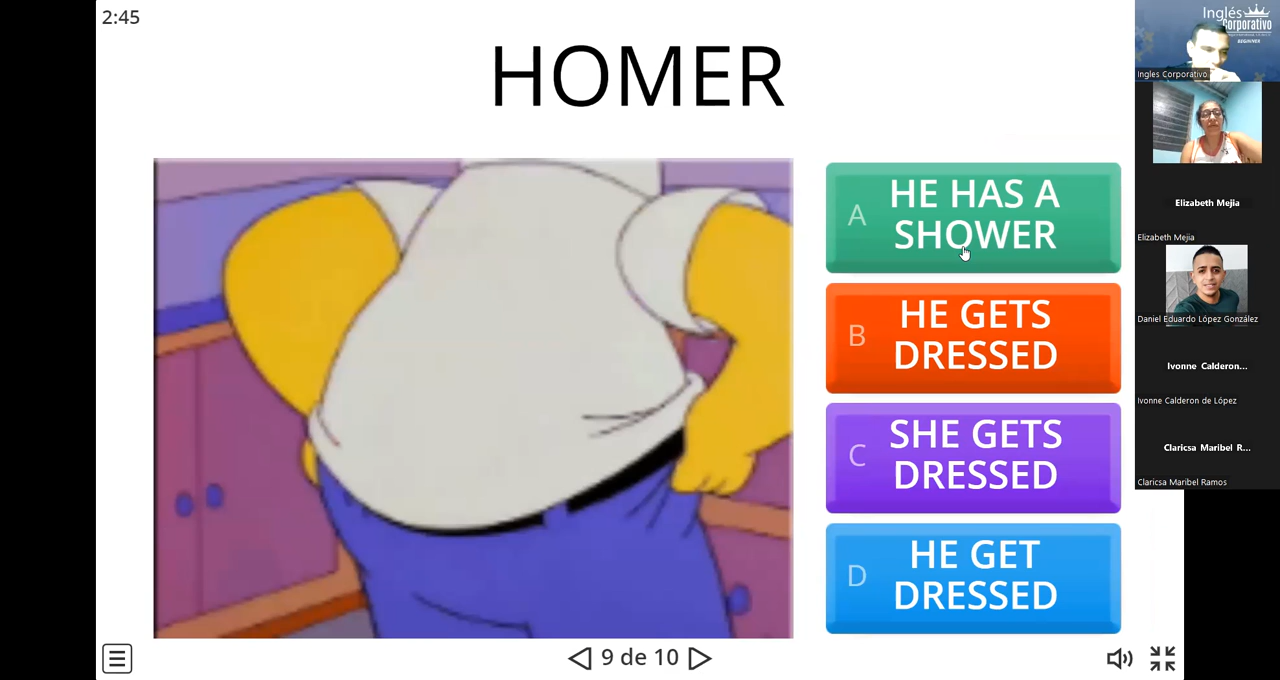 2:45
HOMER
A
HE HAS A
SHOWER
B
HE GETS
DRESSED
C
SHE GETS
DRESSED
D
HE GET
DRESSED
9 de 10
Inglés
Corporativo
BEGINNER
Ingles Corporativo
Elizabeth Mejia
Elizabeth Mejia
Daniel Eduardo López González
Ivonne Calderon...
Ivonne Calderon de López
Claricsa Maribel R...
Claricsa Maribel Ramos